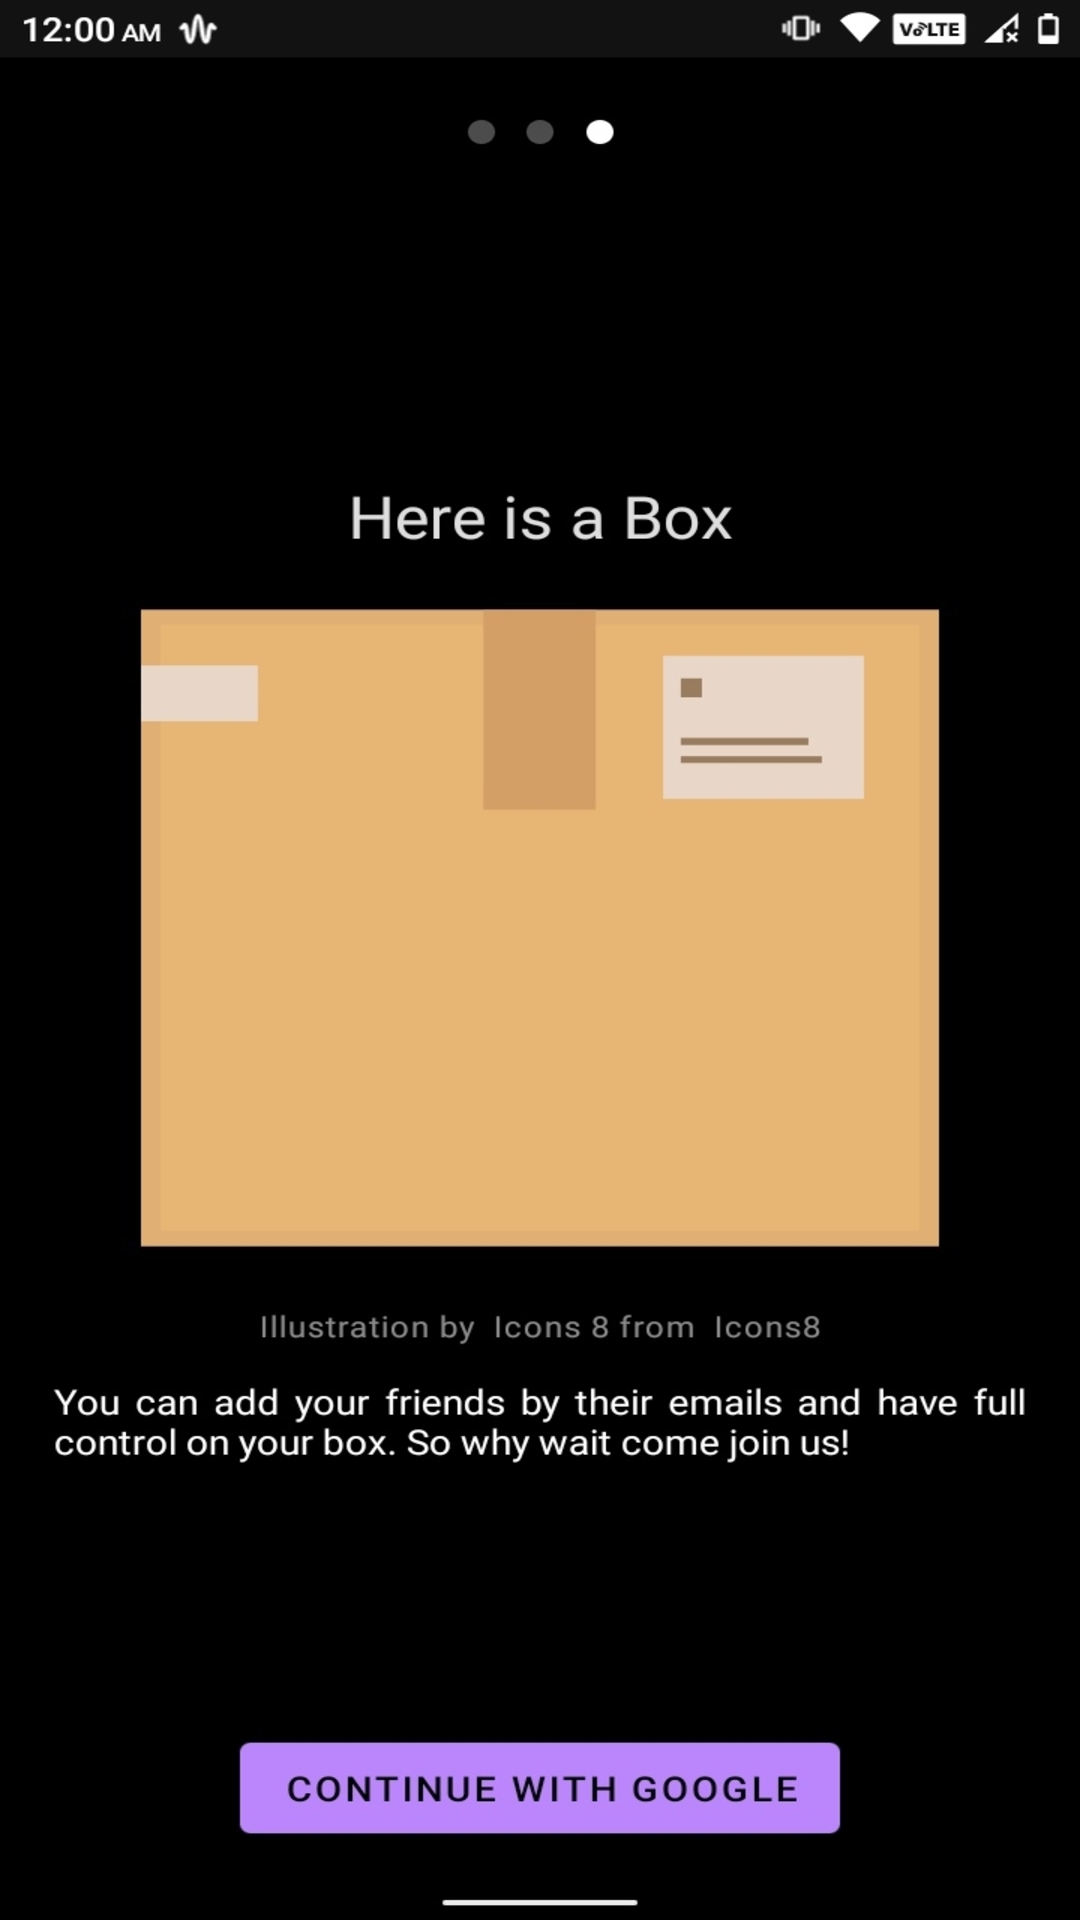 12:00 AM
VoLTE
Here is a Box
Illustration by Icons 8 from Icons8
You can add your friends by their emails and have full
control on your box. So why wait come join us!
CONTINUE WITH GOOGLE